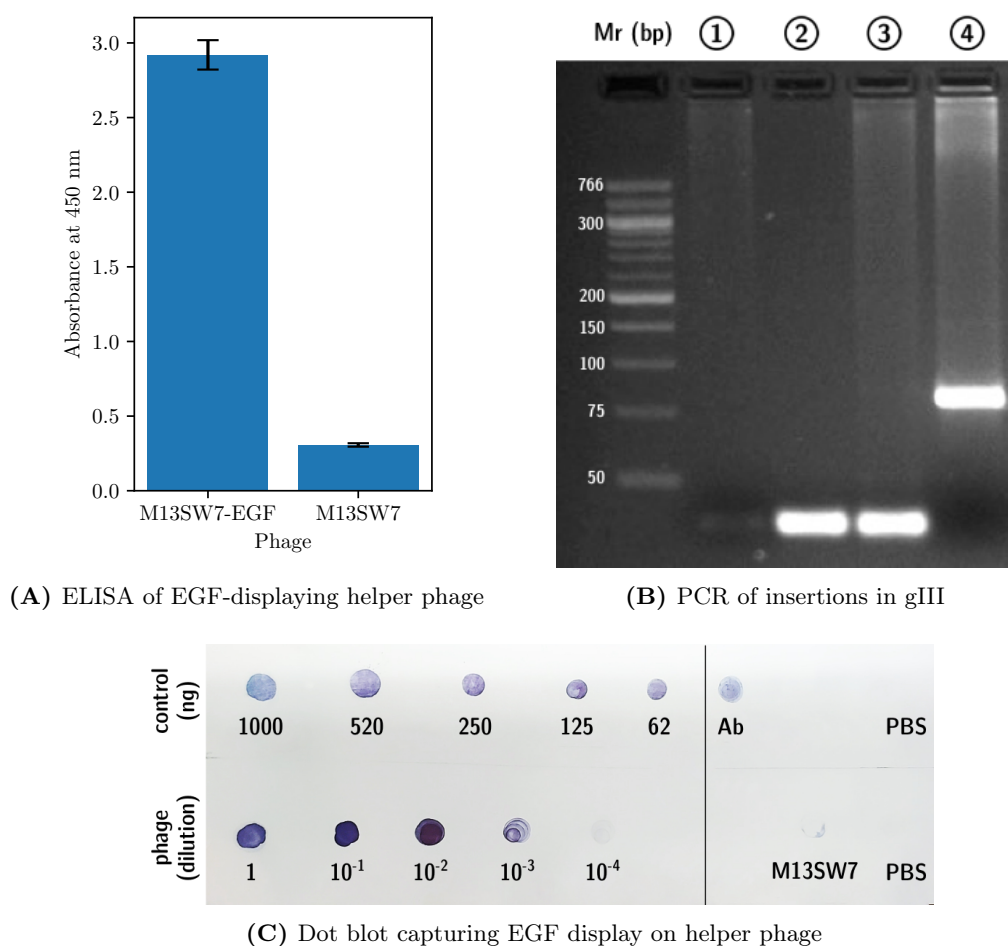 3.0
2.5
2.0
1.5
1.0
0.5
0.0
Absorbance at 450 nm
M13SW7-EGF M13SW7
Phage
(A) ELISA of EGF-displaying helper phage
Mr (bp) 1 2 3 4
766
300
200
150
100
75
50
(B) PCR of insertions in gIII
control
(ng)
1000 520 250 125 62 Ab PBS
phage
(dilution)
1 10⁻¹ 10⁻² 10⁻³ 10⁻⁴ M13SW7 PBS
(C) Dot blot capturing EGF display on helper phage